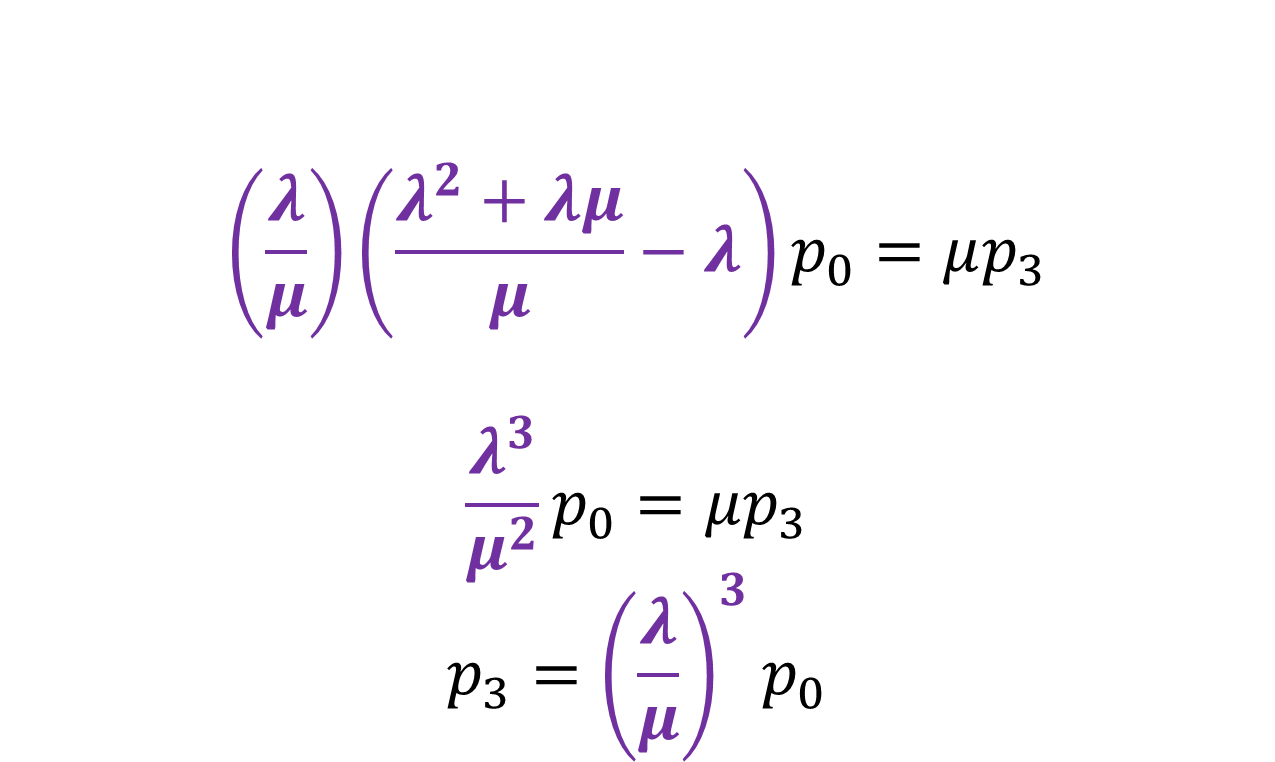 (λ/μ)((λ² + λμ)/μ − λ)p₀ = μp₃
λ³/μ² p₀ = μp₃
p₃ = (λ/μ)³ p₀